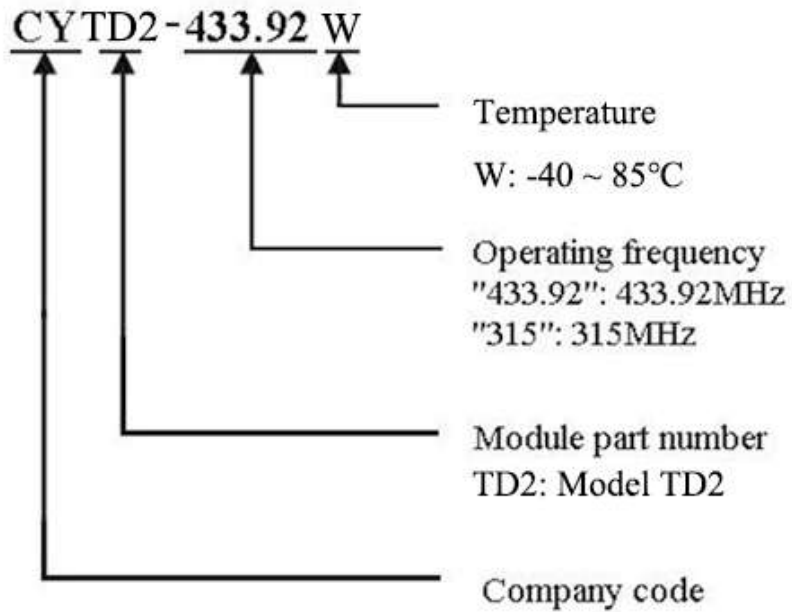 CYTD2-433.92 W
Temperature
W: -40 ~ 85℃
Operating frequency
"433.92": 433.92MHz
"315": 315MHz
Module part number
TD2: Model TD2
Company code